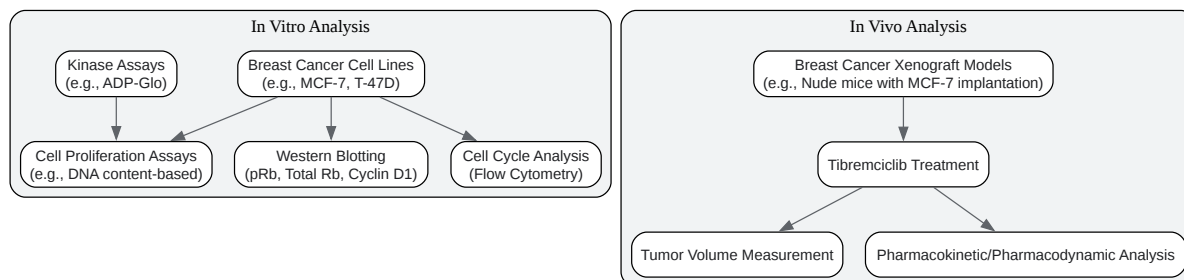 In Vitro Analysis
Kinase Assays
(e.g., ADP-Glo)
Breast Cancer Cell Lines
(e.g., MCF-7, T-47D)
Cell Proliferation Assays
(e.g., DNA content-based)
Western Blotting
(pRb, Total Rb, Cyclin D1)
Cell Cycle Analysis
(Flow Cytometry)
In Vivo Analysis
Breast Cancer Xenograft Models
(e.g., Nude mice with MCF-7 implantation)
Tibremciclib Treatment
Tumor Volume Measurement
Pharmacokinetic/Pharmacodynamic Analysis